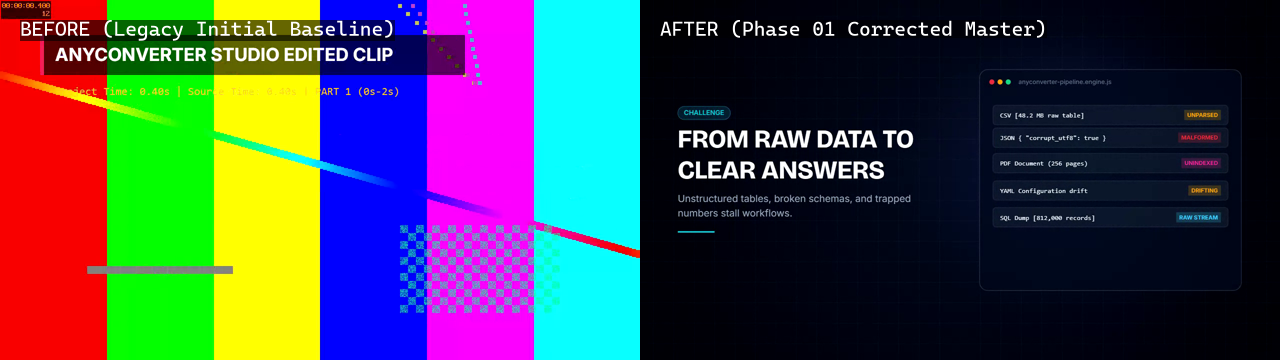 00:00:00.400
12
BEFORE (Legacy Initial Baseline)
ANYCONVERTER STUDIO EDITED CLIP
Project Time: 0.40s | Source Time: 0.40s | PART 1 (0s-2s)
AFTER (Phase 01 Corrected Master)
CHALLENGE
FROM RAW DATA TO
CLEAR ANSWERS
Unstructured tables, broken schemas, and trapped
numbers stall workflows.
anyconverter-pipeline.engine.js
CSV [48.2 MB raw table] UNPARSED
JSON { "corrupt_utf8": true } MALFORMED
PDF Document (256 pages) UNINDEXED
YAML Configuration drift DRIFTING
SQL Dump [812,000 records] RAW STREAM